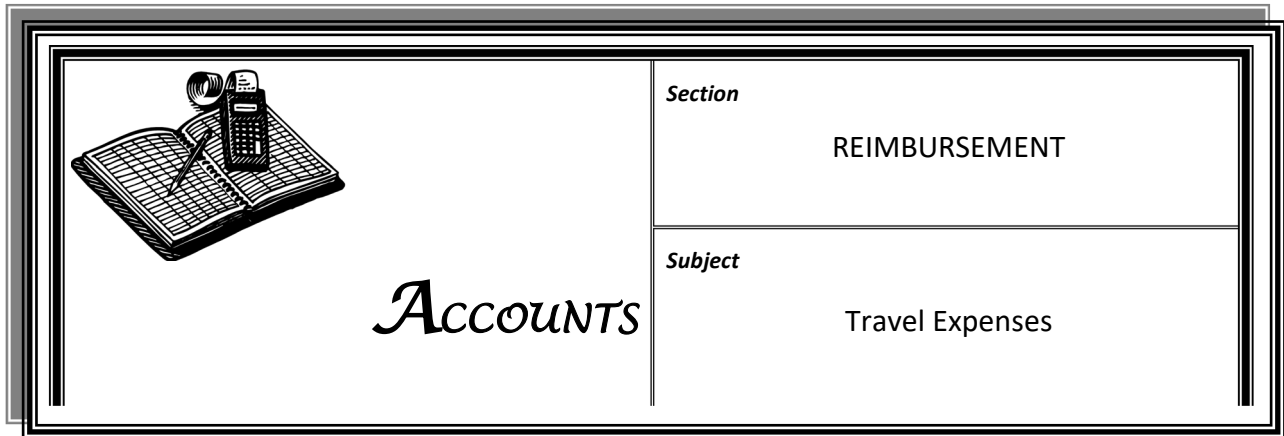 Section
REIMBURSEMENT
Subject
ACCOUNTS
Travel Expenses